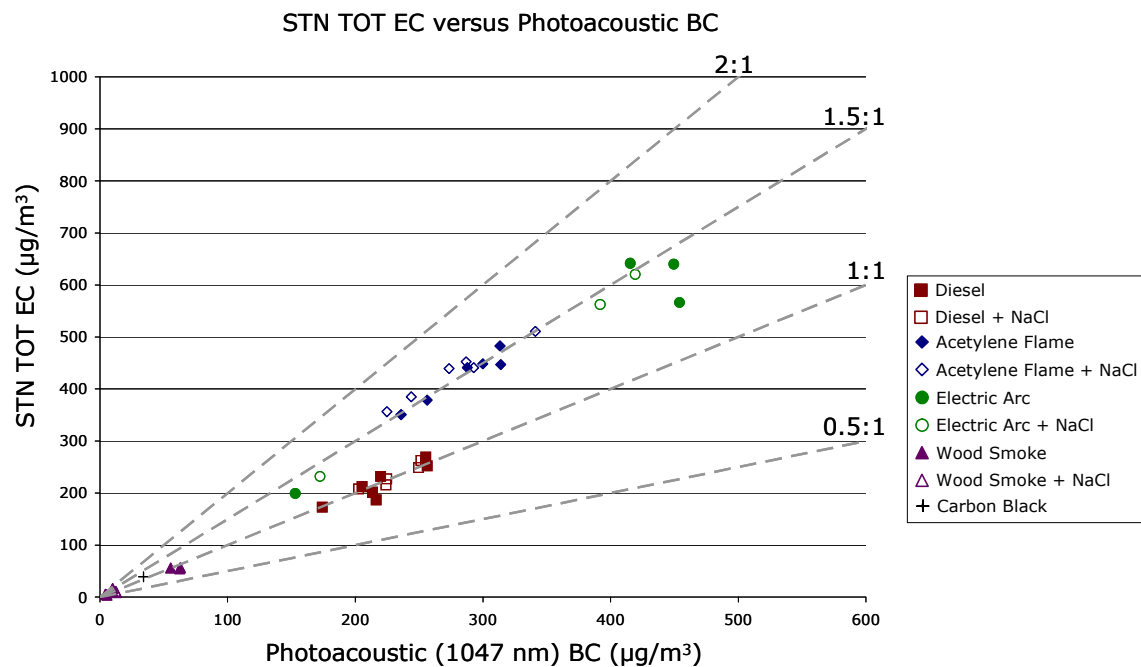 STN TOT EC versus Photoacoustic BC
2:1
1.5:1
1:1
0.5:1
1000
900
800
700
600
500
400
300
200
100
0
STN TOT EC (µg/m³)
0 100 200 300 400 500 600
Photoacoustic (1047 nm) BC (µg/m³)
Diesel
Diesel + NaCl
Acetylene Flame
Acetylene Flame + NaCl
Electric Arc
Electric Arc + NaCl
Wood Smoke
Wood Smoke + NaCl
Carbon Black